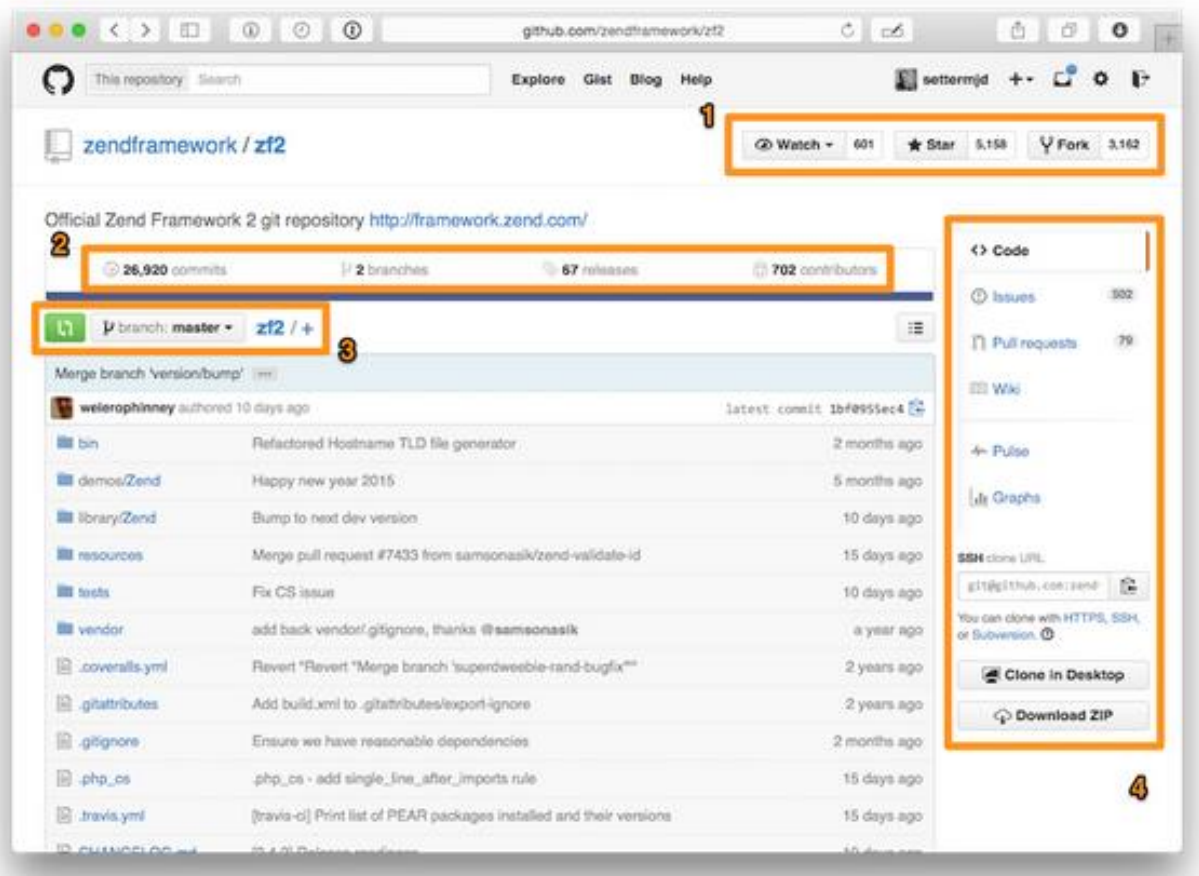 github.com/zendframework/zf2
This repository Search Explore Gist Blog Help settermjd
1
zendframework / zf2 Watch 601 Star 5,158 Fork 3,162
Official Zend Framework 2 git repository http://framework.zend.com/
2
26,920 commits 2 branches 67 releases 702 contributors
branch: master zf2 / +
3
Merge branch 'version/bump'
weierophinney authored 10 days ago latest commit 1bf0955ec4
bin Refactored Hostname TLD file generator 2 months ago
demos/Zend Happy new year 2015 5 months ago
library/Zend Bump to next dev version 10 days ago
resources Merge pull request #7433 from samsonasik/zend-validate-id 15 days ago
tests Fix CS issue 10 days ago
vendor add back vendor/.gitignore, thanks @samsonasik a year ago
.coveralls.yml Revert "Revert "Merge branch 'superdweebie-rand-bugfix""" 2 years ago
.gitattributes Add build.xml to .gitattributes/export-ignore 2 years ago
.gitignore Ensure we have reasonable dependencies 2 months ago
.php_cs .php_cs - add single_line_after_imports rule 15 days ago
.travis.yml [travis-ci] Print list of PEAR packages installed and their versions 15 days ago
CHANGELOG.md
Code
Issues 502
Pull requests 79
Wiki
Pulse
Graphs
SSH clone URL
git@github.com:zend
You can clone with HTTPS, SSH,
or Subversion.
Clone in Desktop
Download ZIP
4